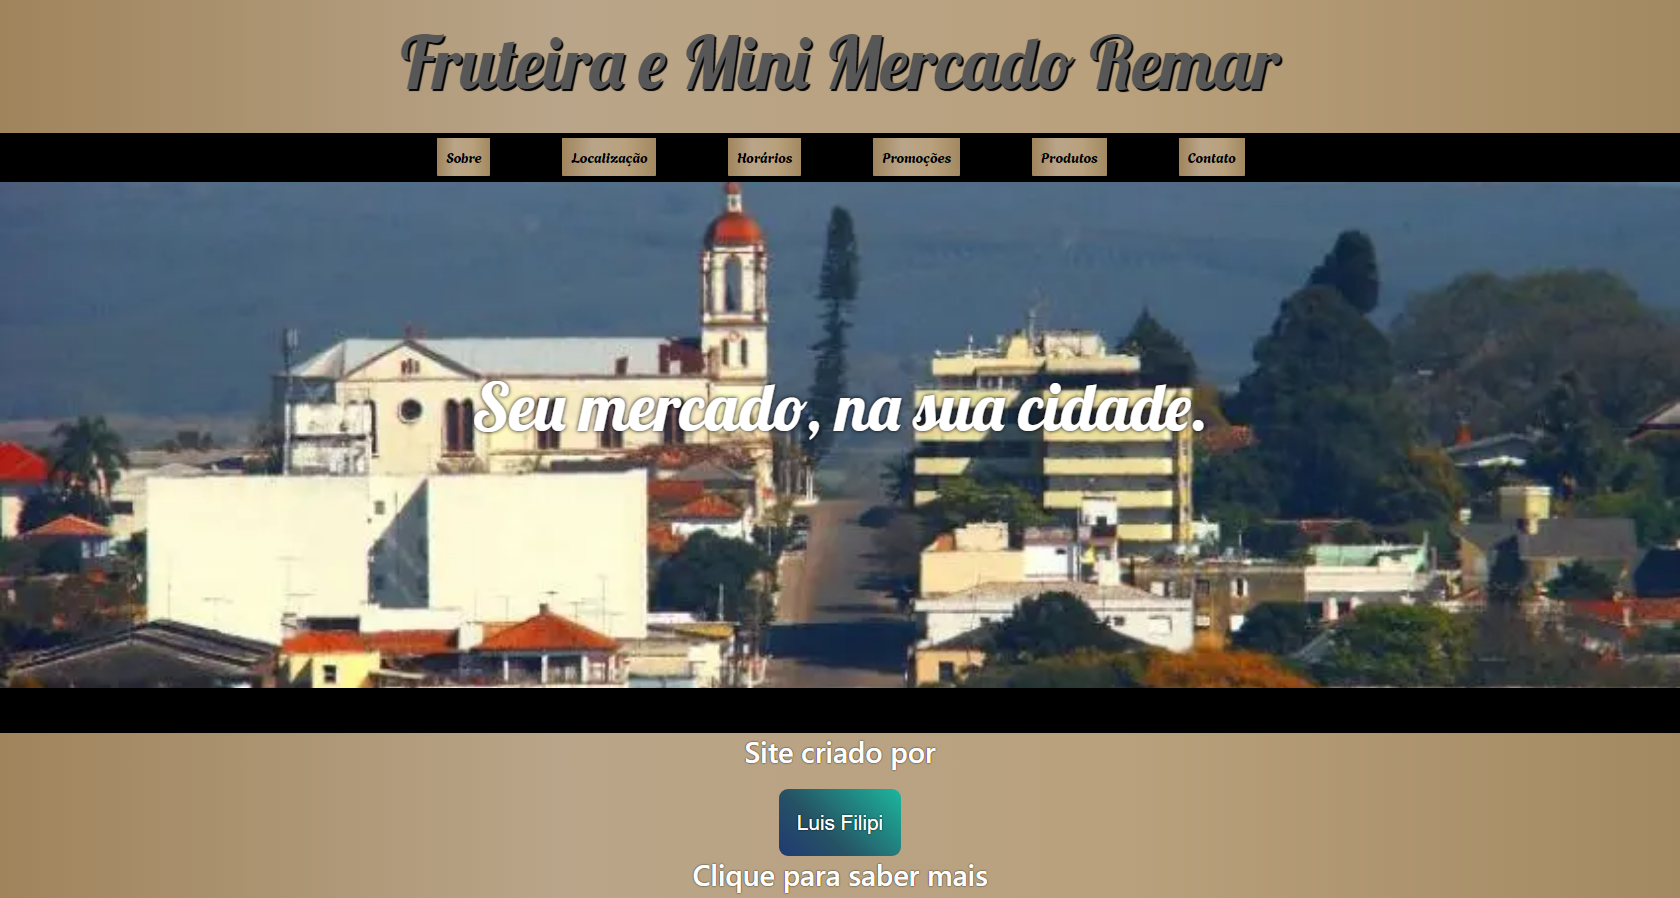 Fruteira e Mini Mercado Remar
Sobre Localização Horários Promoções Produtos Contato
Seu mercado, na sua cidade.
Site criado por
Luis Filipi
Clique para saber mais